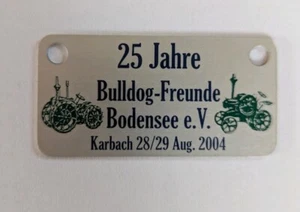 25 Jahre
Bulldog-Freunde
Bodensee e.V.
Karbach 28/29 Aug. 2004